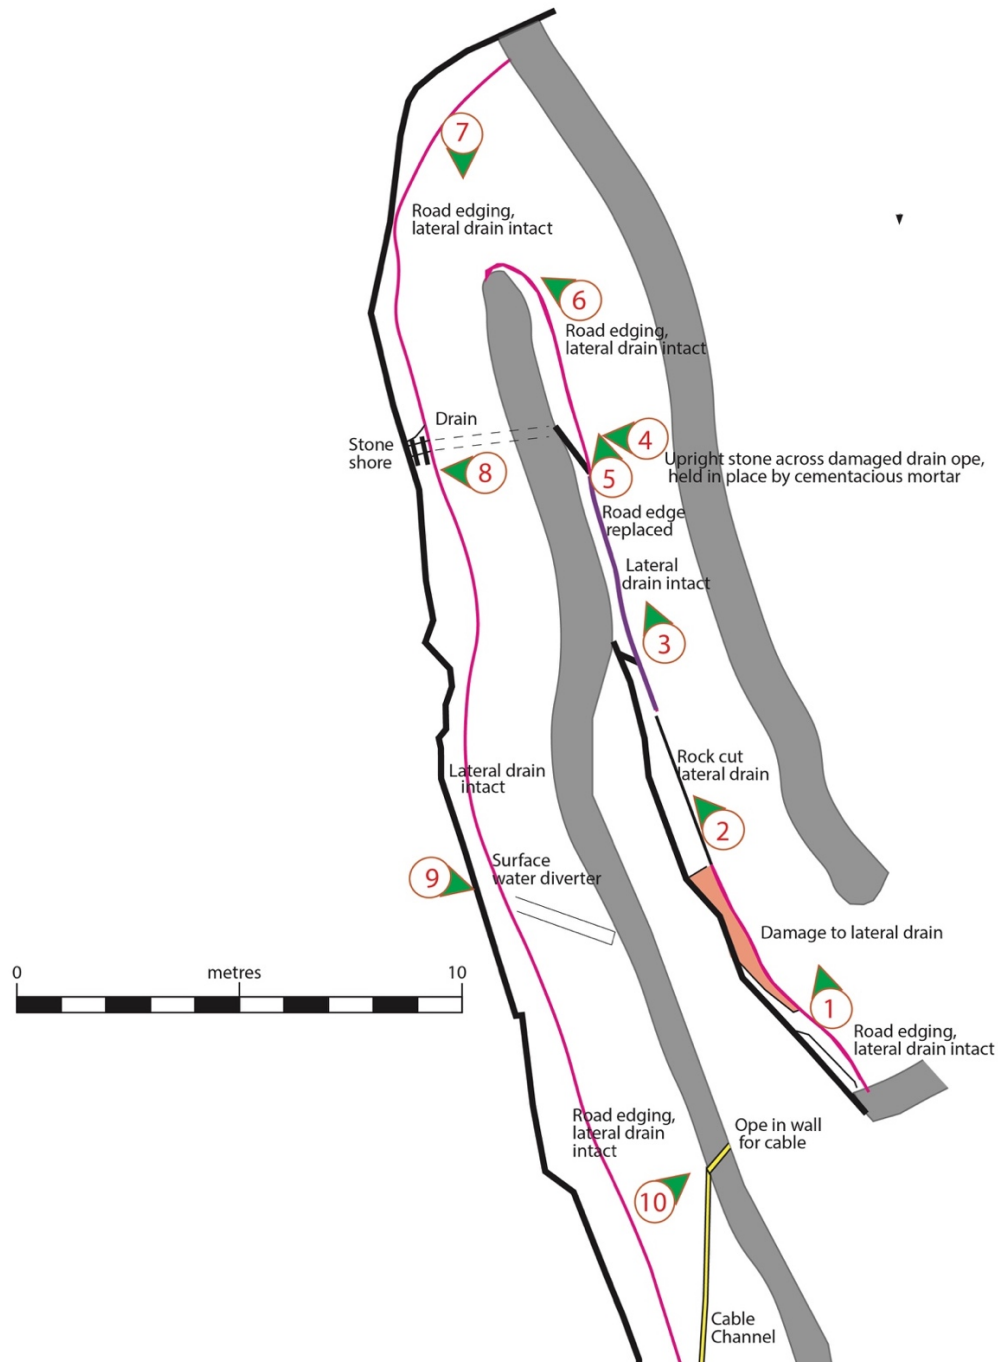 7
Road edging,
lateral drain intact
6
Road edging,
lateral drain intact
Drain
Stone
shore
4
8
5
Upright stone across damaged drain ope,
held in place by cementacious mortar
Road edge
replaced
Lateral
drain intact
3
Rock cut
lateral drain
Lateral drain
intact
2
Surface
water diverter
9
Damage to lateral drain
0 metres 10
1
Road edging,
lateral drain intact
Road edging,
lateral drain
intact
Ope in wall
for cable
10
Cable
Channel